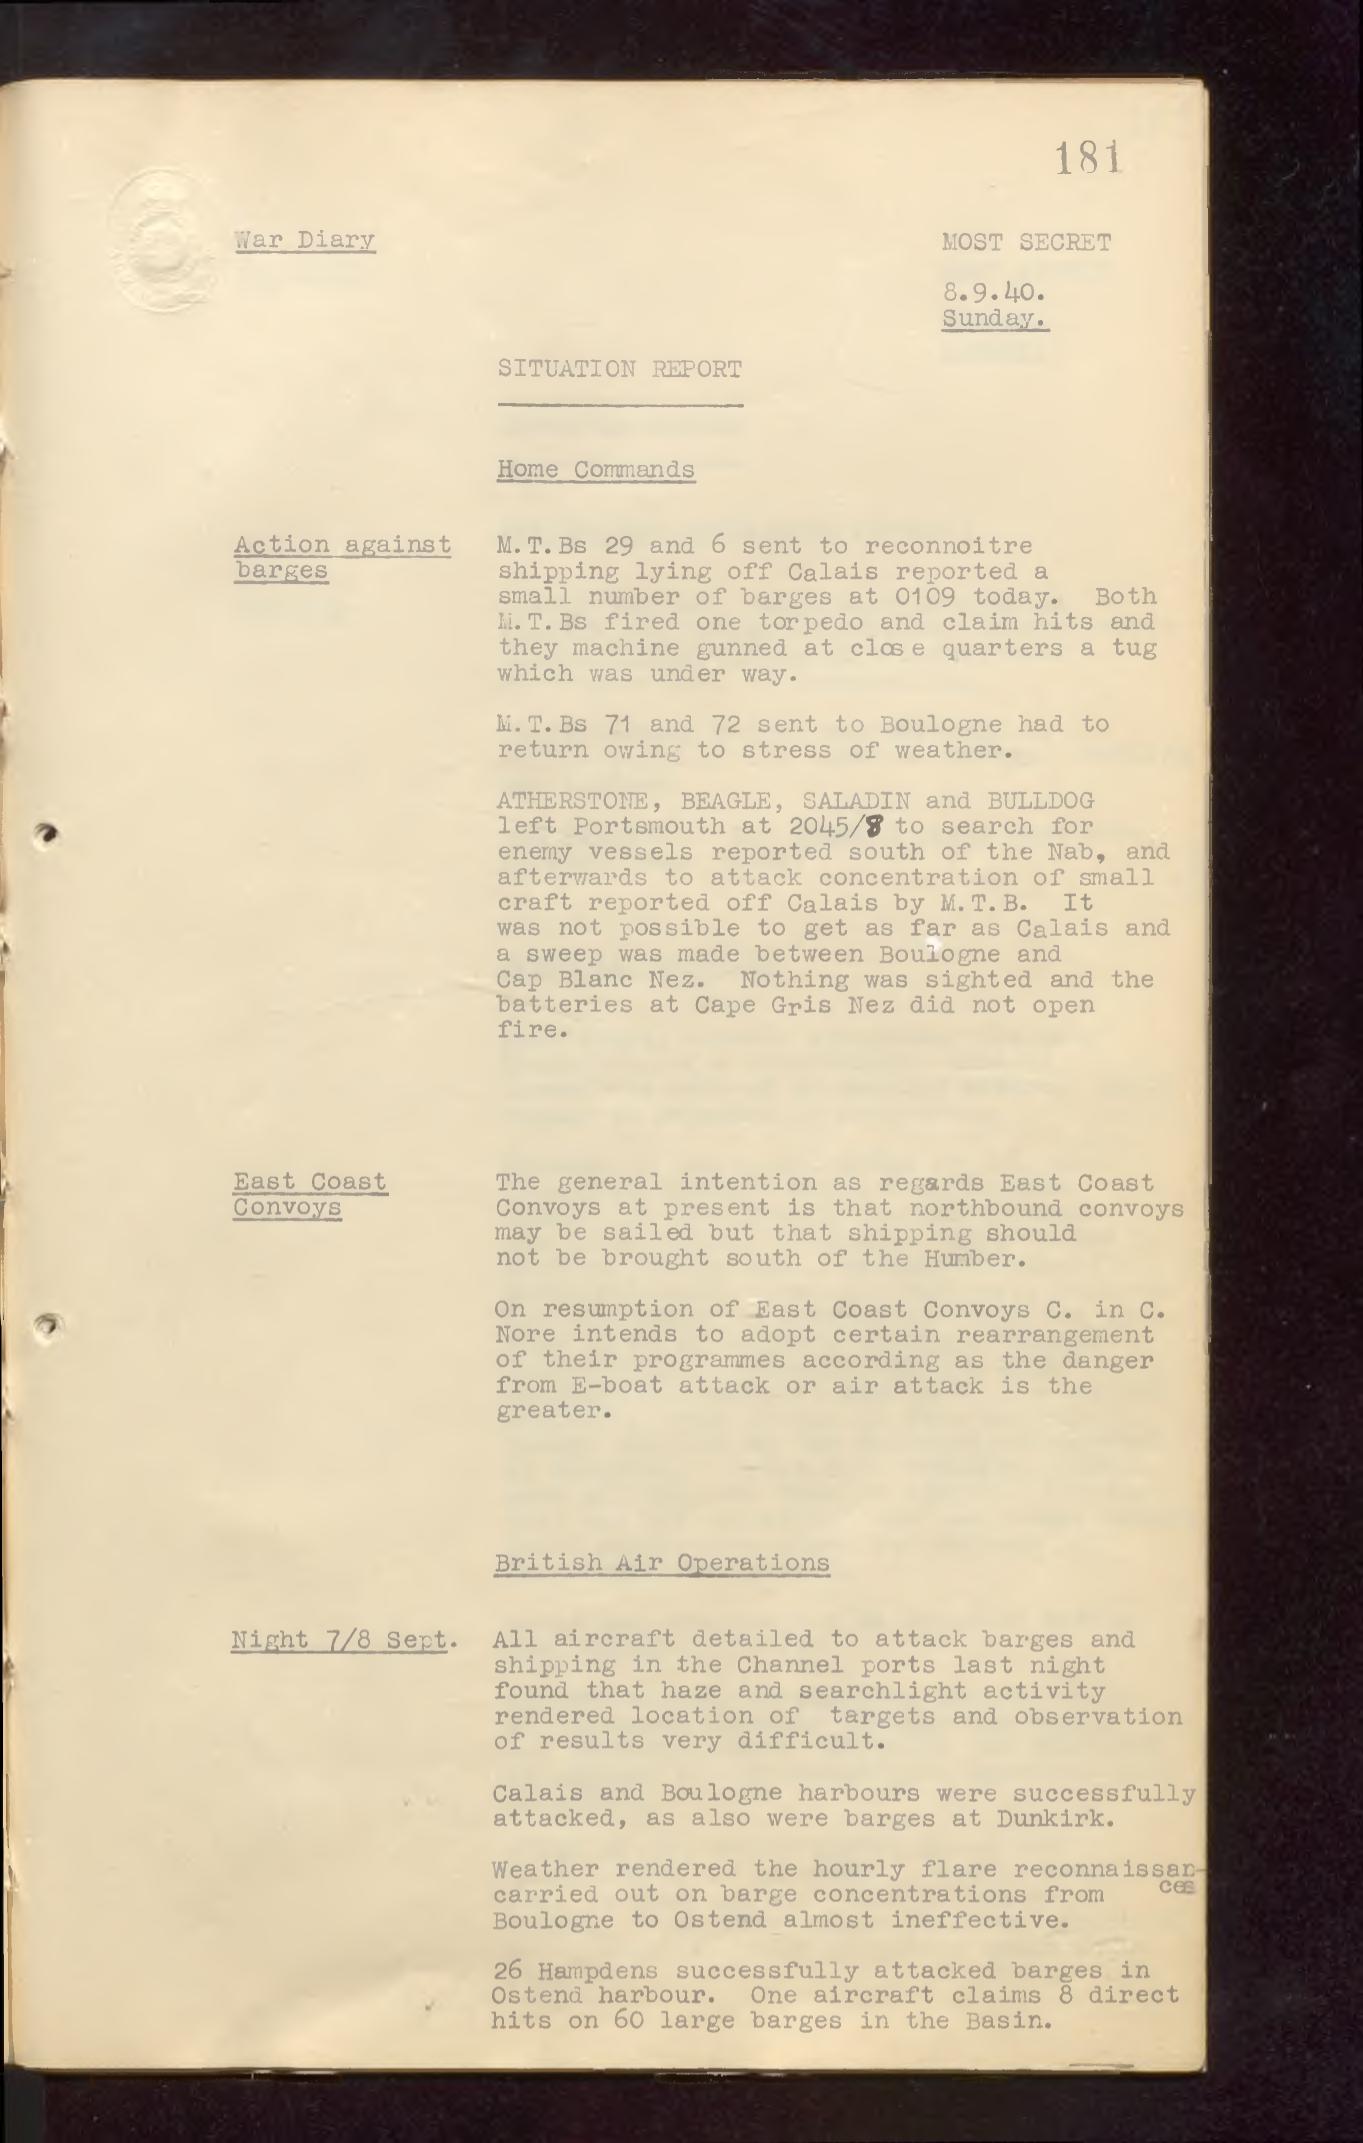 181
War Diary
MOST SECRET
8.9.40.
Sunday.
SITUATION REPORT
Home Commands
Action against
barges
M.T.Bs 29 and 6 sent to reconnoitre
shipping lying off Calais reported a
small number of barges at 0109 today. Both
M.T.Bs fired one torpedo and claim hits and
they machine gunned at close quarters a tug
which was under way.
M.T.Bs 71 and 72 sent to Boulogne had to
return owing to stress of weather.
ATHERSTONE, BEAGLE, SALADIN and BULLDOG
left Portsmouth at 2045/8 to search for
enemy vessels reported south of the Nab, and
afterwards to attack concentration of small
craft reported off Calais by M.T.B. It
was not possible to get as far as Calais and
a sweep was made between Boulogne and
Cap Blanc Nez. Nothing was sighted and the
batteries at Cape Gris Nez did not open
fire.
East Coast
Convoys
The general intention as regards East Coast
Convoys at present is that northbound convoys
may be sailed but that shipping should
not be brought south of the Humber.
On resumption of East Coast Convoys C. in C.
Nore intends to adopt certain rearrangement
of their programmes according as the danger
from E-boat attack or air attack is the
greater.
British Air Operations
Night 7/8 Sept.
All aircraft detailed to attack barges and
shipping in the Channel ports last night
found that haze and searchlight activity
rendered location of targets and observation
of results very difficult.
Calais and Boulogne harbours were successfully
attacked, as also were barges at Dunkirk.
Weather rendered the hourly flare reconnaissan-
ces
carried out on barge concentrations from
Boulogne to Ostend almost ineffective.
26 Hampdens successfully attacked barges in
Ostend harbour. One aircraft claims 8 direct
hits on 60 large barges in the Basin.